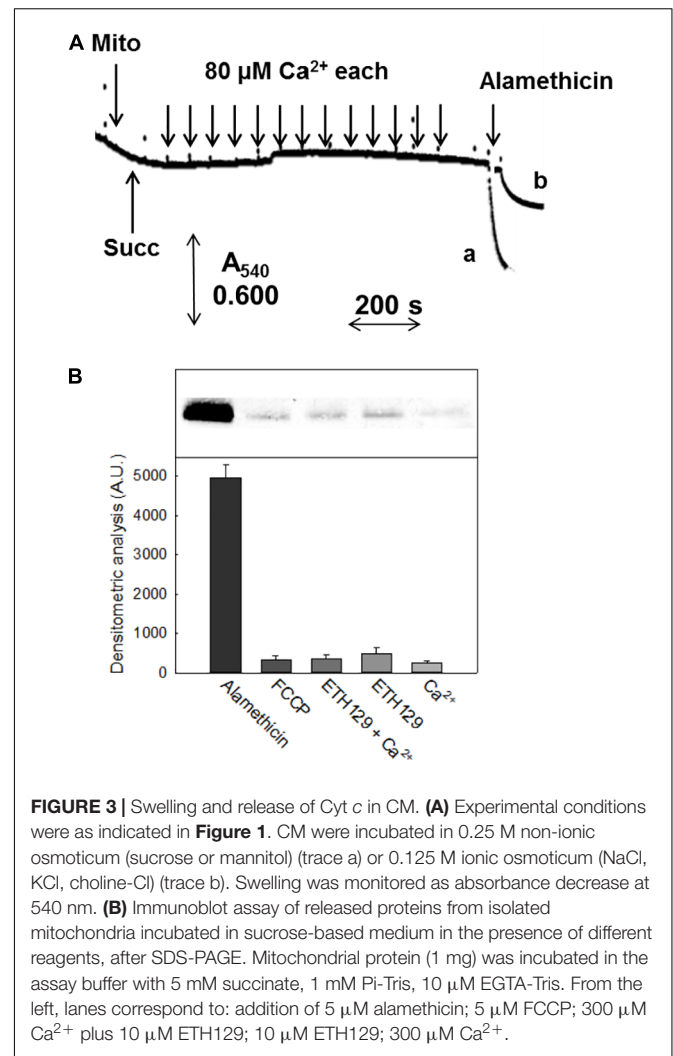 A Mito
80 µM Ca²⁺ each
Alamethicin
b
Succ
a
A₅₄₀
0.600
200 s
B
Densitometric analysis (A.U.)
5000
4000
3000
2000
1000
0
Alamethicin
FCCP
ETH129 + Ca²⁺
ETH129
Ca²⁺
FIGURE 3 | Swelling and release of Cyt c in CM. (A) Experimental conditions
were as indicated in Figure 1. CM were incubated in 0.25 M non-ionic
osmoticum (sucrose or mannitol) (trace a) or 0.125 M ionic osmoticum (NaCl,
KCl, choline-Cl) (trace b). Swelling was monitored as absorbance decrease at
540 nm. (B) Immunoblot assay of released proteins from isolated
mitochondria incubated in sucrose-based medium in the presence of different
reagents, after SDS-PAGE. Mitochondrial protein (1 mg) was incubated in the
assay buffer with 5 mM succinate, 1 mM Pi-Tris, 10 µM EGTA-Tris. From the
left, lanes correspond to: addition of 5 µM alamethicin; 5 µM FCCP; 300 µM
Ca²⁺ plus 10 µM ETH129; 10 µM ETH129; 300 µM Ca²⁺.